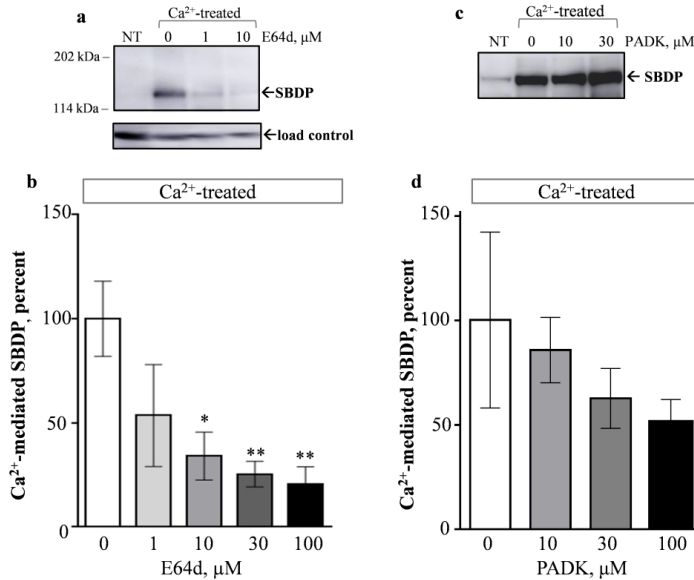 a
Ca²⁺-treated
NT 0 1 10 E64d, μM
202 kDa –
←SBDP
114 kDa –
←load control
c
Ca²⁺-treated
NT 0 10 30 PADK, μM
←SBDP
b
Ca²⁺-treated
Ca²⁺-mediated SBDP, percent
150
100
50
0
* ** **
0 1 10 30 100
E64d, μM
d
Ca²⁺-treated
Ca²⁺-mediated SBDP, percent
150
100
50
0
0 10 30 100
PADK, μM